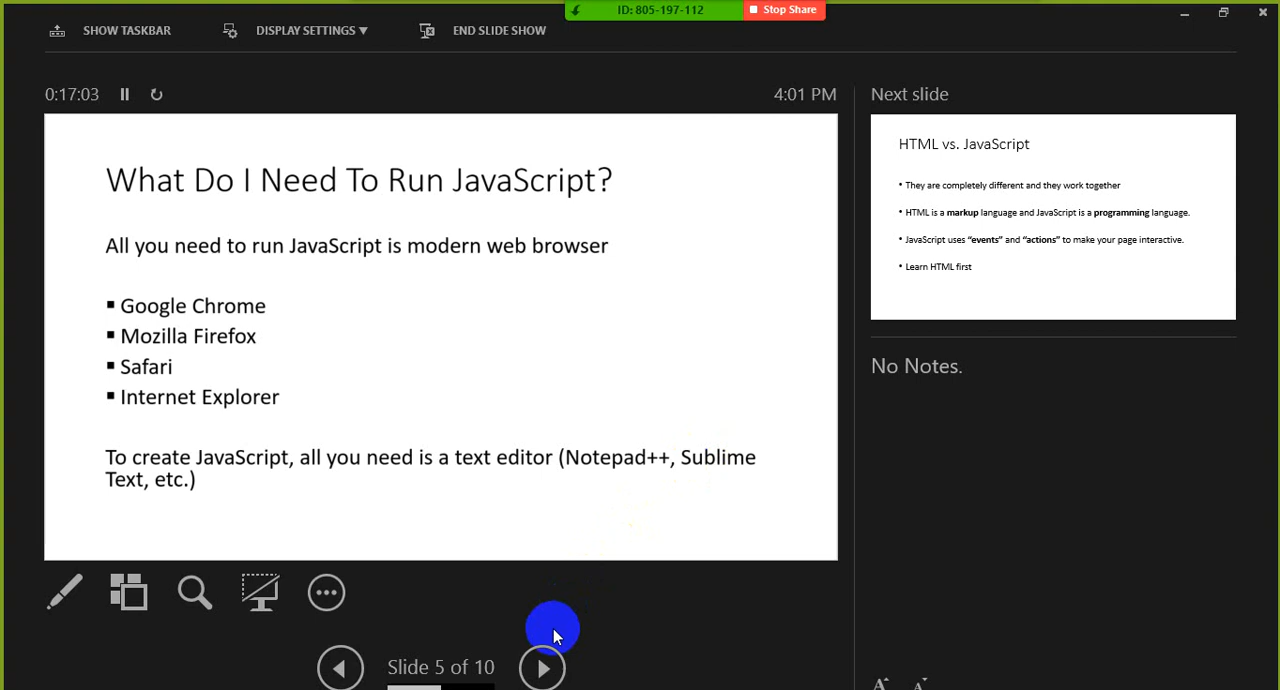 ID: 805-197-112 Stop Share
SHOW TASKBAR DISPLAY SETTINGS ▼ END SLIDE SHOW
0:17:03 4:01 PM
What Do I Need To Run JavaScript?
All you need to run JavaScript is modern web browser
▪ Google Chrome
▪ Mozilla Firefox
▪ Safari
▪ Internet Explorer
To create JavaScript, all you need is a text editor (Notepad++, Sublime
Text, etc.)
Slide 5 of 10
Next slide
HTML vs. JavaScript
• They are completely different and they work together
• HTML is a markup language and JavaScript is a programming language.
• JavaScript uses “events” and “actions” to make your page interactive.
• Learn HTML first
No Notes.
A A